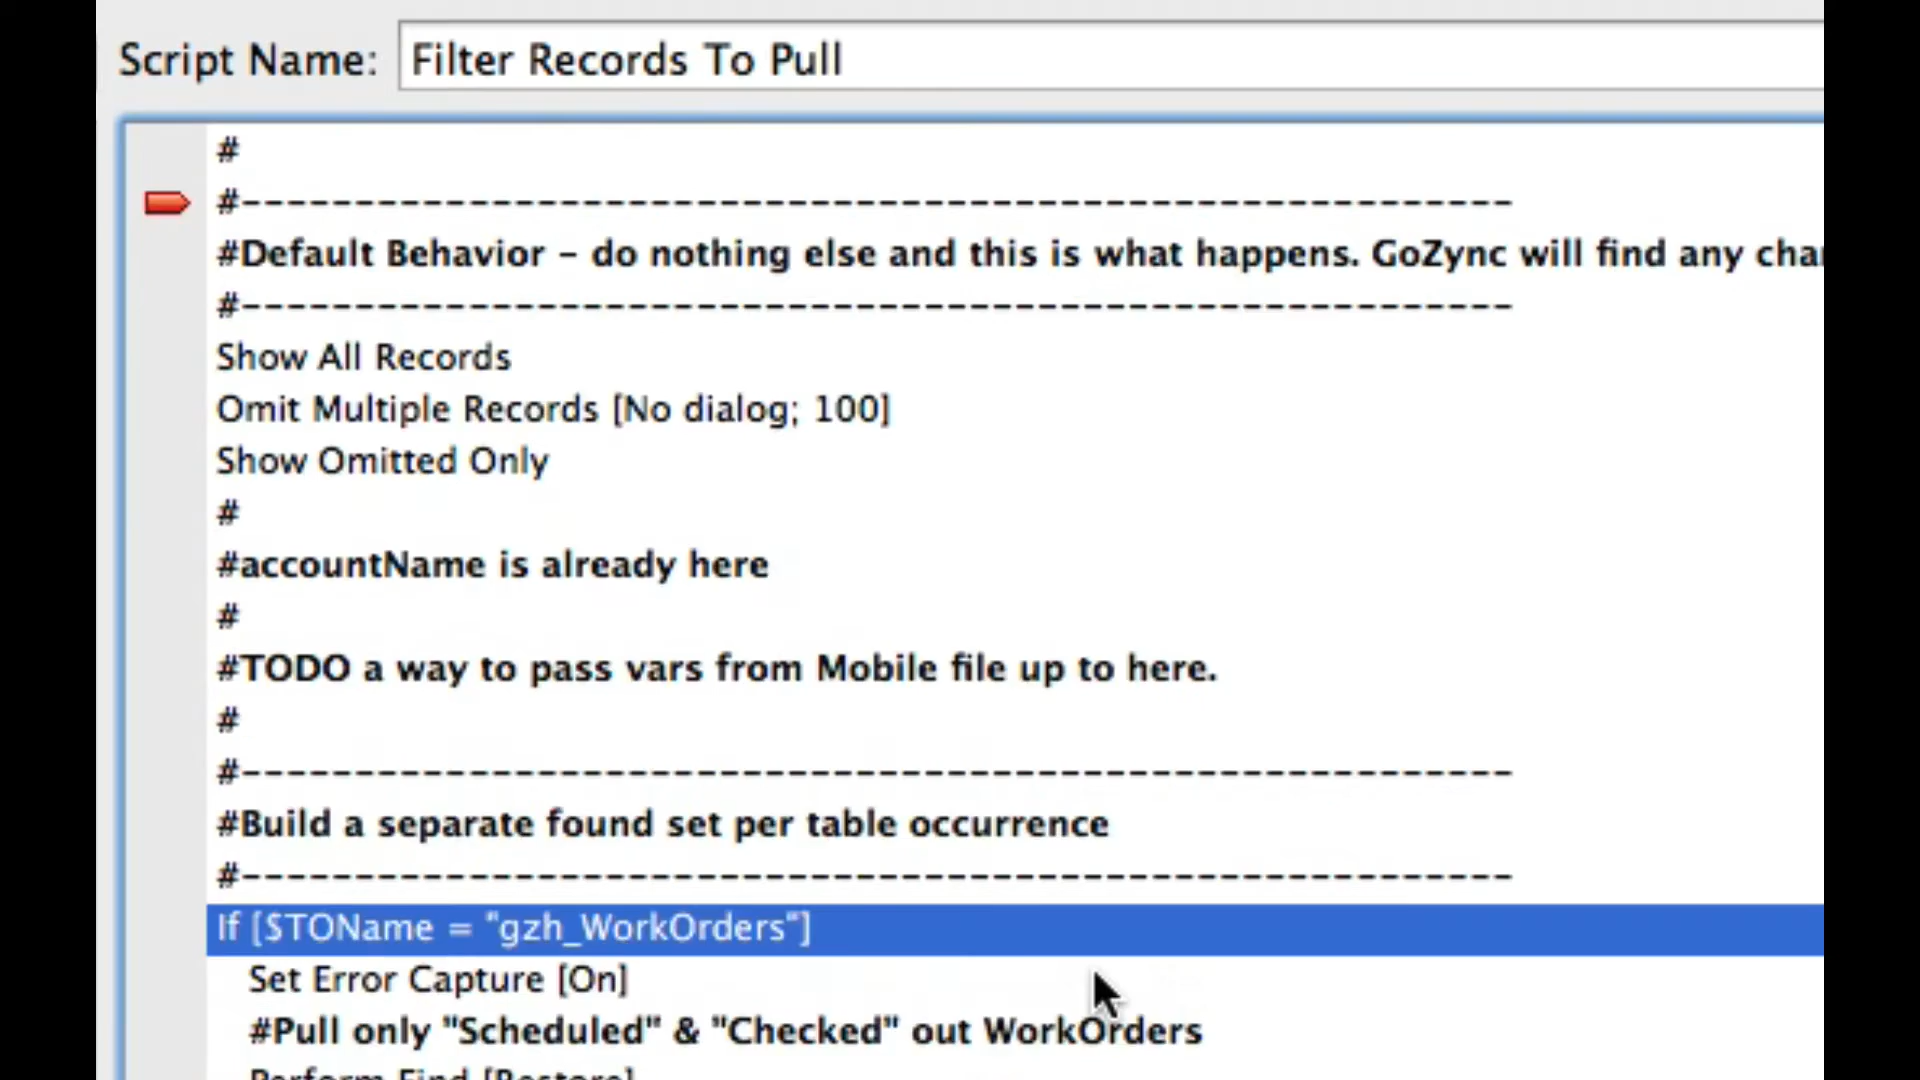 Script Name: Filter Records To Pull
#
#---------------------------------------------------------
#Default Behavior – do nothing else and this is what happens. GoZync will find any
#---------------------------------------------------------
Show All Records
Omit Multiple Records [No dialog; 100]
Show Omitted Only
#
#accountName is already here
#
#TODO a way to pass vars from Mobile file up to here.
#
#---------------------------------------------------------
#Build a separate found set per table occurrence
#---------------------------------------------------------
If [$TOName = "gzh_WorkOrders"]
Set Error Capture [On]
#Pull only "Scheduled" & "Checked" out WorkOrders
Perform Find [Restore]